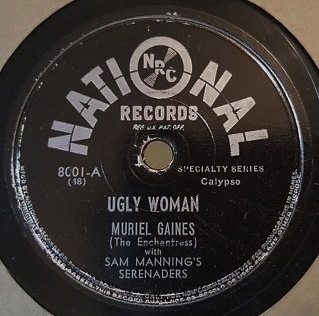 NATIONAL
NRC
RECORDS
REG. U.S. PAT. OFF.
8001-A
(48)
SPECIALTY SERIES
Calypso
UGLY WOMAN
MURIEL GAINES
(The Enchantress)
with
SAM MANNING'S
SERENADERS